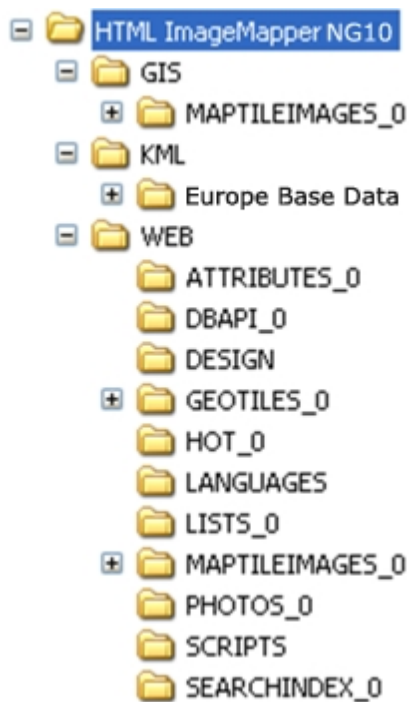 HTML ImageMapper NG10
GIS
MAPTILEIMAGES_0
KML
Europe Base Data
WEB
ATTRIBUTES_0
DBAPI_0
DESIGN
GEOTILES_0
HOT_0
LANGUAGES
LISTS_0
MAPTILEIMAGES_0
PHOTOS_0
SCRIPTS
SEARCHINDEX_0